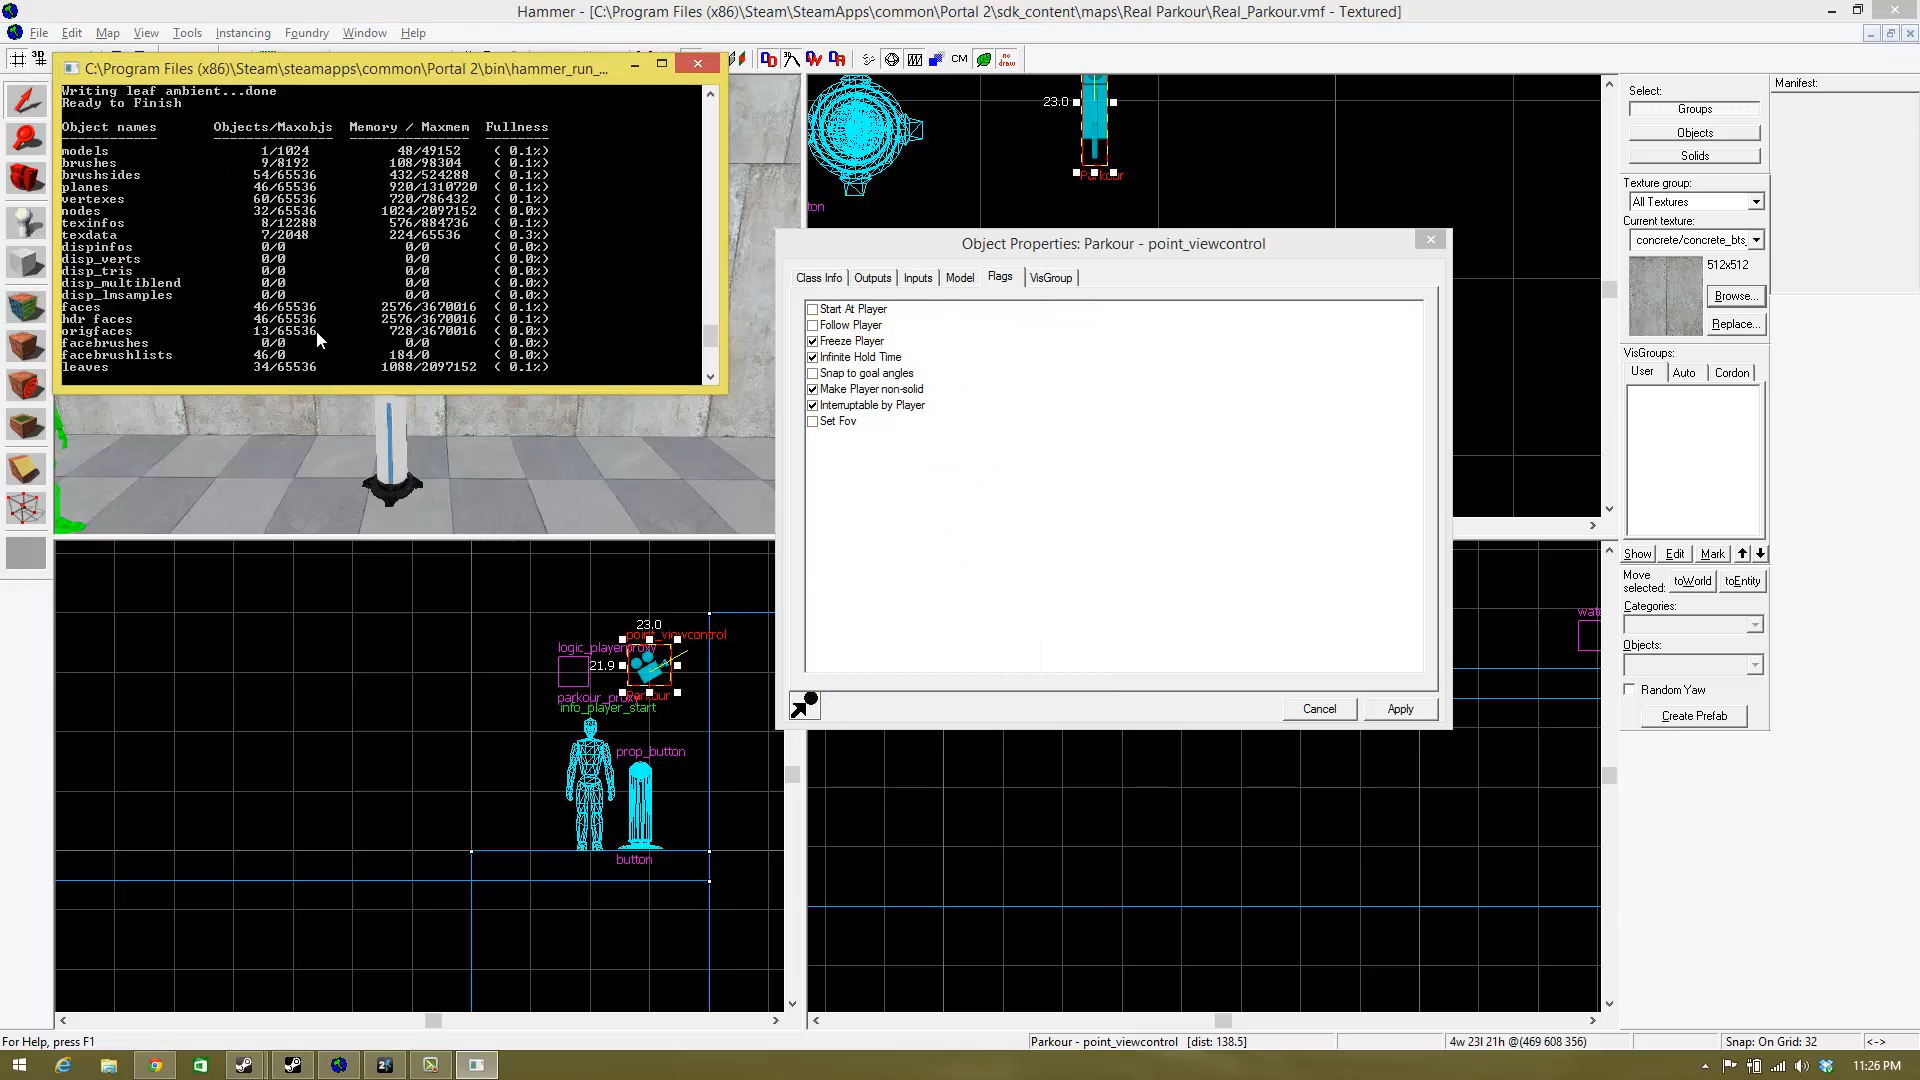 Hammer - [C:\Program Files (x86)\Steam\SteamApps\common\Portal 2\sdk_content\maps\Real Parkour\Real_Parkour.vmf - Textured]
File Edit Map View Tools Instancing Foundry Window Help
3D
CM
no draw
C:\Program Files (x86)\Steam\steamapps\common\Portal 2\bin\hammer_run_...
Writing leaf ambient...done
Ready to Finish
Object names Objects/Maxobjs Memory / Maxmem Fullness
models 1/1024 48/49152 ( 0.1%)
brushes 9/8192 108/98304 ( 0.1%)
brushsides 54/65536 432/524288 ( 0.1%)
planes 46/65536 920/1310720 ( 0.1%)
vertexes 60/65536 720/786432 ( 0.1%)
nodes 32/65536 1024/2097152 ( 0.0%)
texinfos 8/12288 576/884736 ( 0.1%)
texdata 7/2048 224/65536 ( 0.3%)
dispinfos 0/0 0/0 ( 0.0%)
disp_verts 0/0 0/0 ( 0.0%)
disp_tris 0/0 0/0 ( 0.0%)
disp_multiblend 0/0 0/0 ( 0.0%)
disp_lmsamples 0/0 0/0 ( 0.0%)
faces 46/65536 2576/3670016 ( 0.1%)
hdr faces 46/65536 2576/3670016 ( 0.1%)
origfaces 13/65536 728/3670016 ( 0.0%)
facebrushes 0/0 0/0 ( 0.0%)
facebrushlists 46/0 184/0 ( 0.0%)
leaves 34/65536 1088/2097152 ( 0.1%)
23.0
Parkour
ton
Object Properties: Parkour - point_viewcontrol
Class Info Outputs Inputs Model Flags VisGroup
Start At Player
Follow Player
Freeze Player
Infinite Hold Time
Snap to goal angles
Make Player non-solid
Interruptable by Player
Set Fov
Cancel Apply
Select:
Groups
Objects
Solids
Texture group:
All Textures
Current texture:
concrete/concrete_bts_
512x512
Browse...
Replace...
VisGroups:
User Auto Cordon
Show Edit Mark
Move selected: toWorld toEntity
Categories:
Objects:
Random Yaw
Create Prefab
Manifest:
23.0
point_viewcontrol
logic_playerproxy
21.9
parkour_proxy
Parkour
info_player_start
prop_button
button
wate
For Help, press F1
Parkour - point_viewcontrol [dist: 138.5]
4w 23l 21h @(469 608 356)
Snap: On Grid: 32
<->
11:26 PM